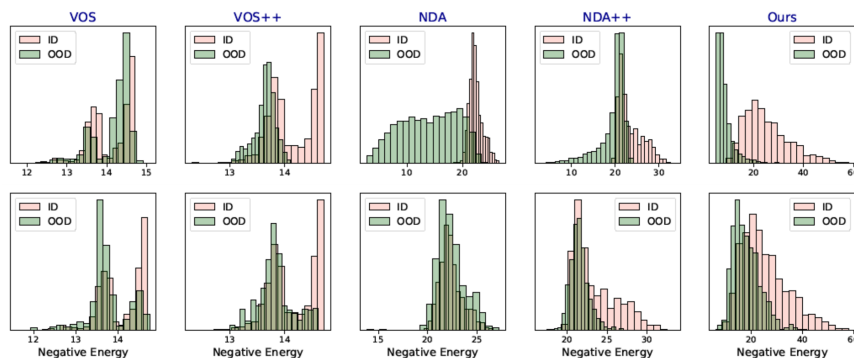 VOS VOS++ NDA NDA++ Ours
ID ID ID ID ID
OOD OOD OOD OOD OOD
12 13 14 15 13 14 20 0 10 20 30 20 40 60
ID ID ID ID ID
OOD OOD OOD OOD OOD
12 13 14 13 14 15 20 25 20 25 30 20 40 60
Negative Energy Negative Energy Negative Energy Negative Energy Negative Energy